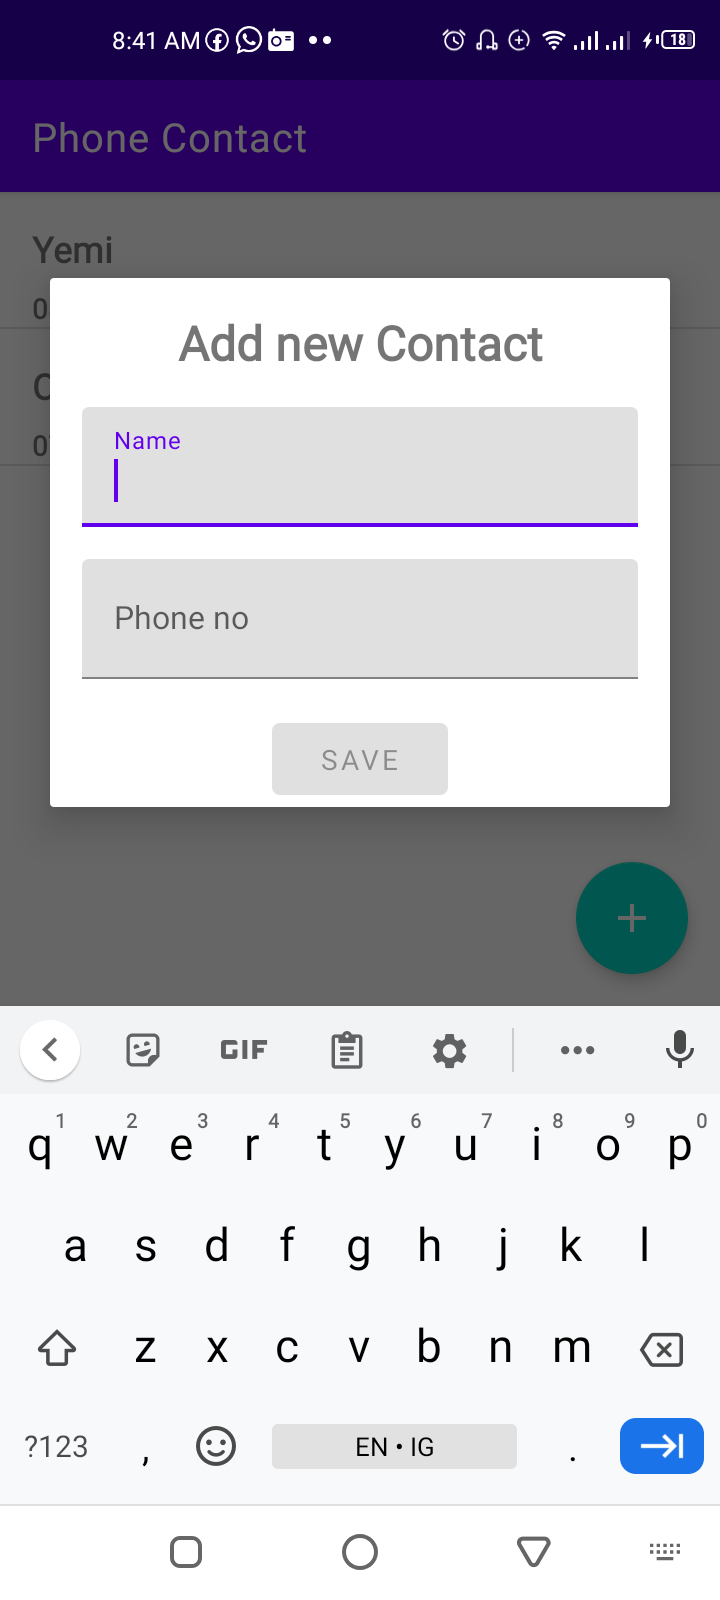 8:41 AM
18
Phone Contact
Yemi
0
Add new Contact
0
Name
Phone no
SAVE
GIF
1 2 3 4 5 6 7 8 9 0
q w e r t y u i o p
a s d f g h j k l
z x c v b n m
?123 , EN • IG .